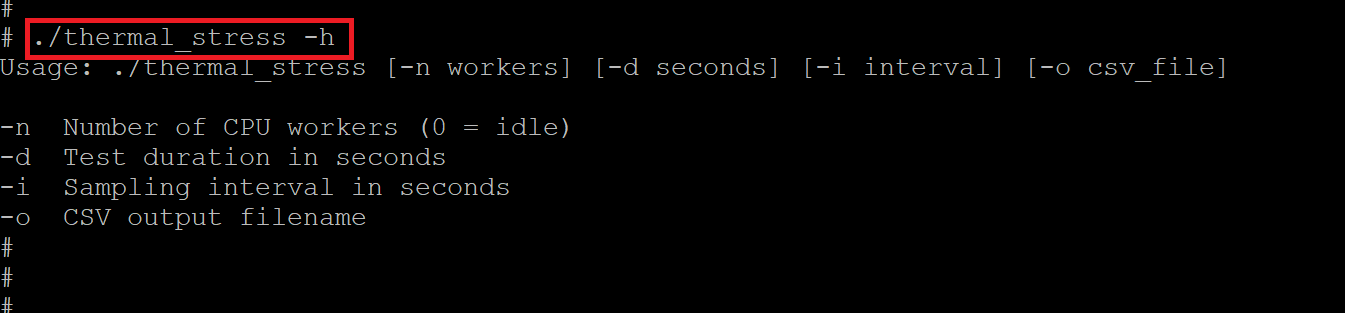 #
# ./thermal_stress -h
Usage: ./thermal_stress [-n workers] [-d seconds] [-i interval] [-o csv_file]
-n  Number of CPU workers (0 = idle)
-d  Test duration in seconds
-i  Sampling interval in seconds
-o  CSV output filename
#
#
#